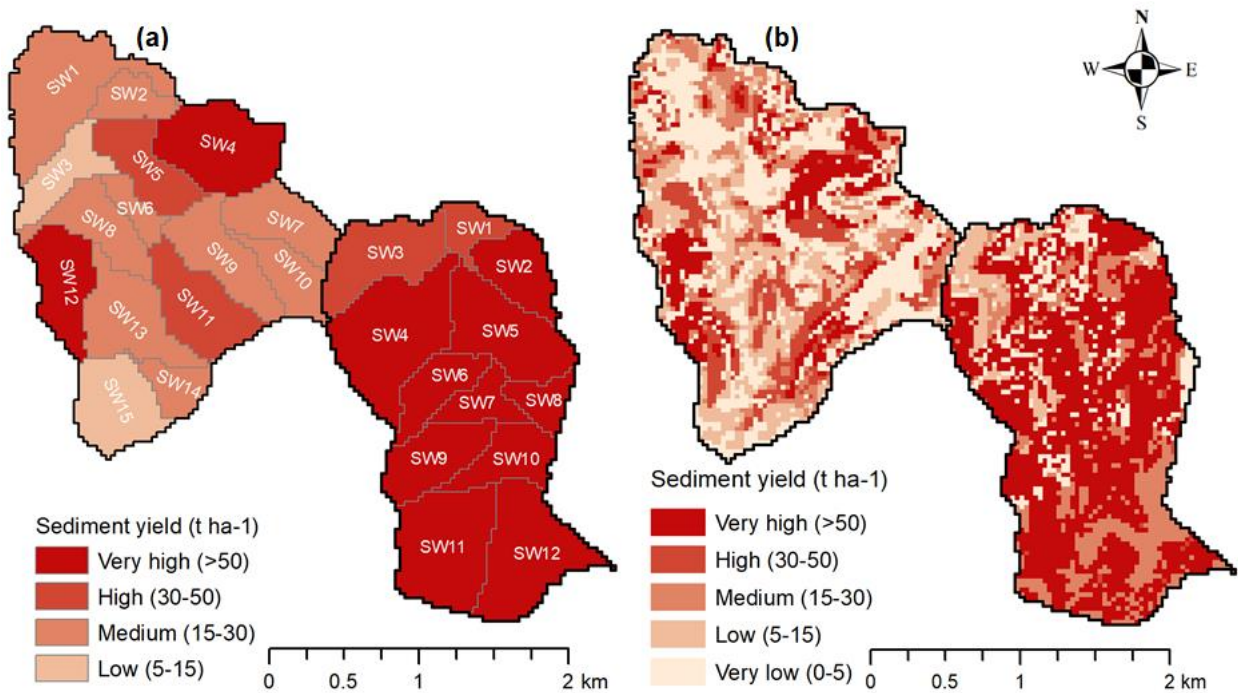 (a)
SW1
SW2
SW4
SW3
SW5
SW6
SW7
SW8
SW9
SW10
SW12
SW11
SW13
SW14
SW15
SW3
SW1
SW2
SW4
SW5
SW6
SW7
SW8
SW9
SW10
SW11
SW12
Sediment yield (t ha-1)
Very high (>50)
High (30-50)
Medium (15-30)
Low (5-15)
0 0.5 1 2 km
(b)
N
W E
S
Sediment yield (t ha-1)
Very high (>50)
High (30-50)
Medium (15-30)
Low (5-15)
Very low (0-5)
0 0.5 1 2 km